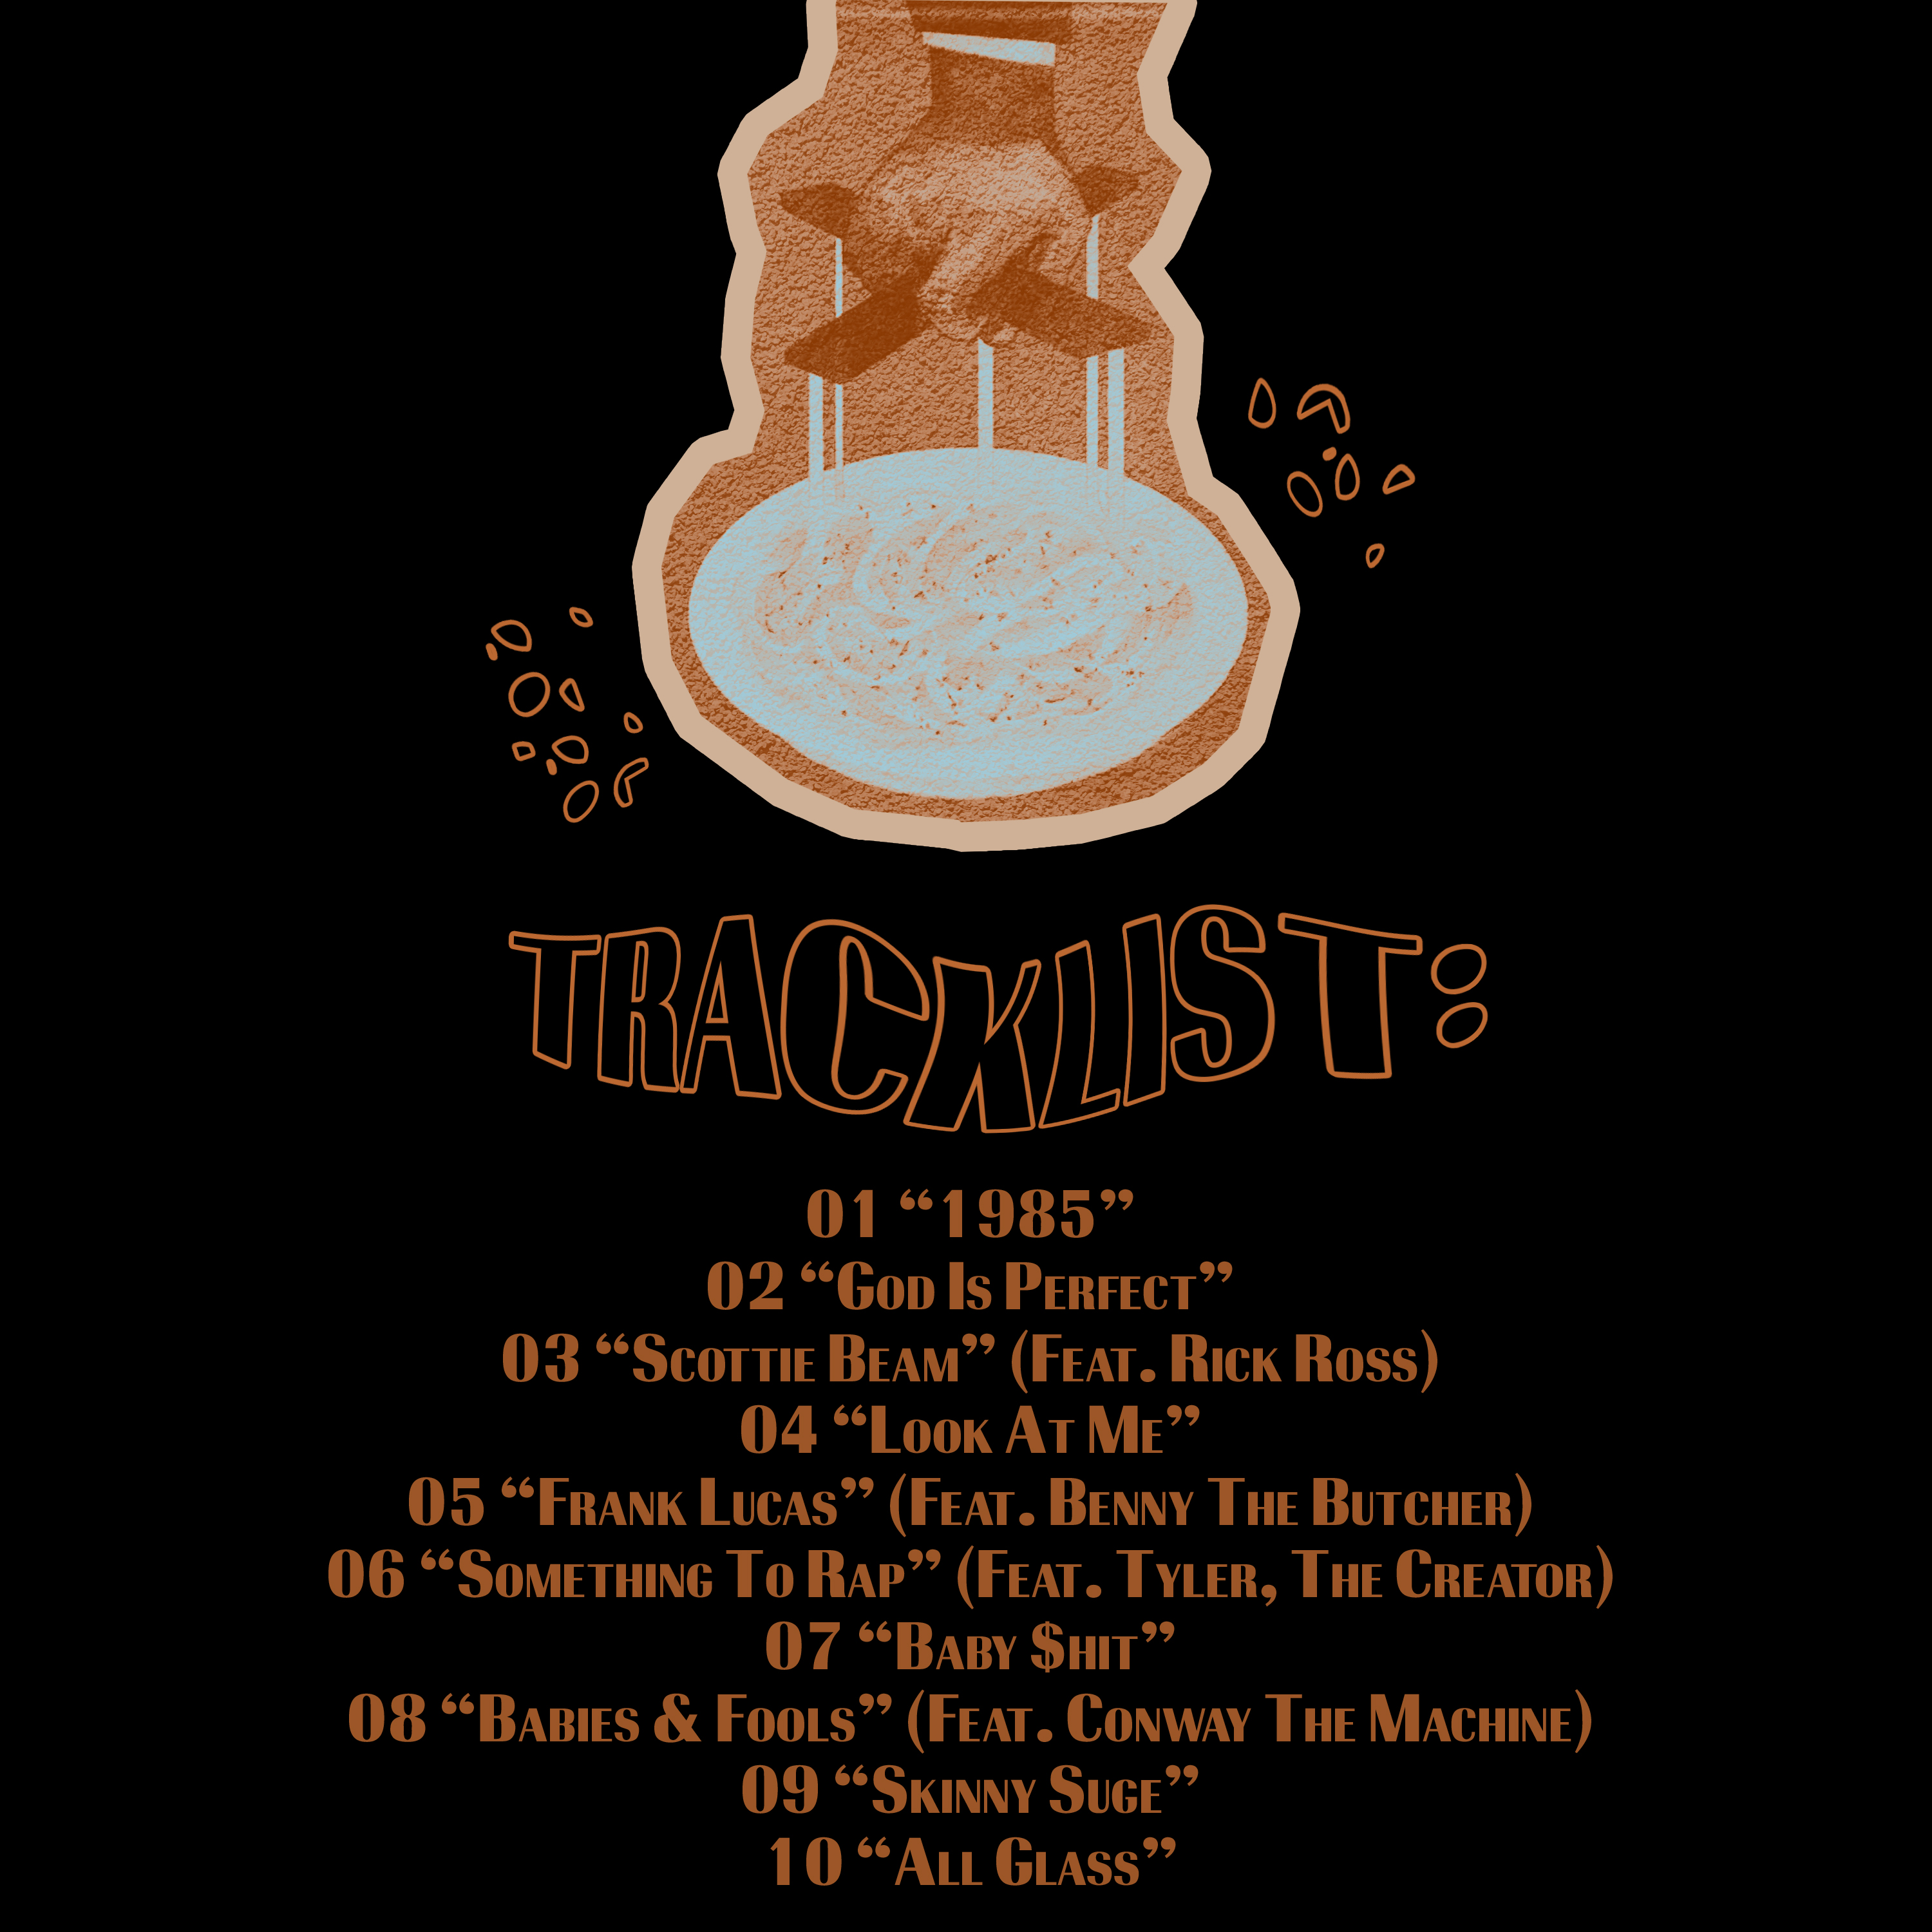 TRACKLIST:
01 “1985”
02 “God Is Perfect”
03 “Scottie Beam” (Feat. Rick Ross)
04 “Look At Me”
05 “Frank Lucas” (Feat. Benny The Butcher)
06 “Something To Rap” (Feat. Tyler, The Creator)
07 “Baby $hit”
08 “Babies & Fools” (Feat. Conway The Machine)
09 “Skinny Suge”
10 “All Glass”